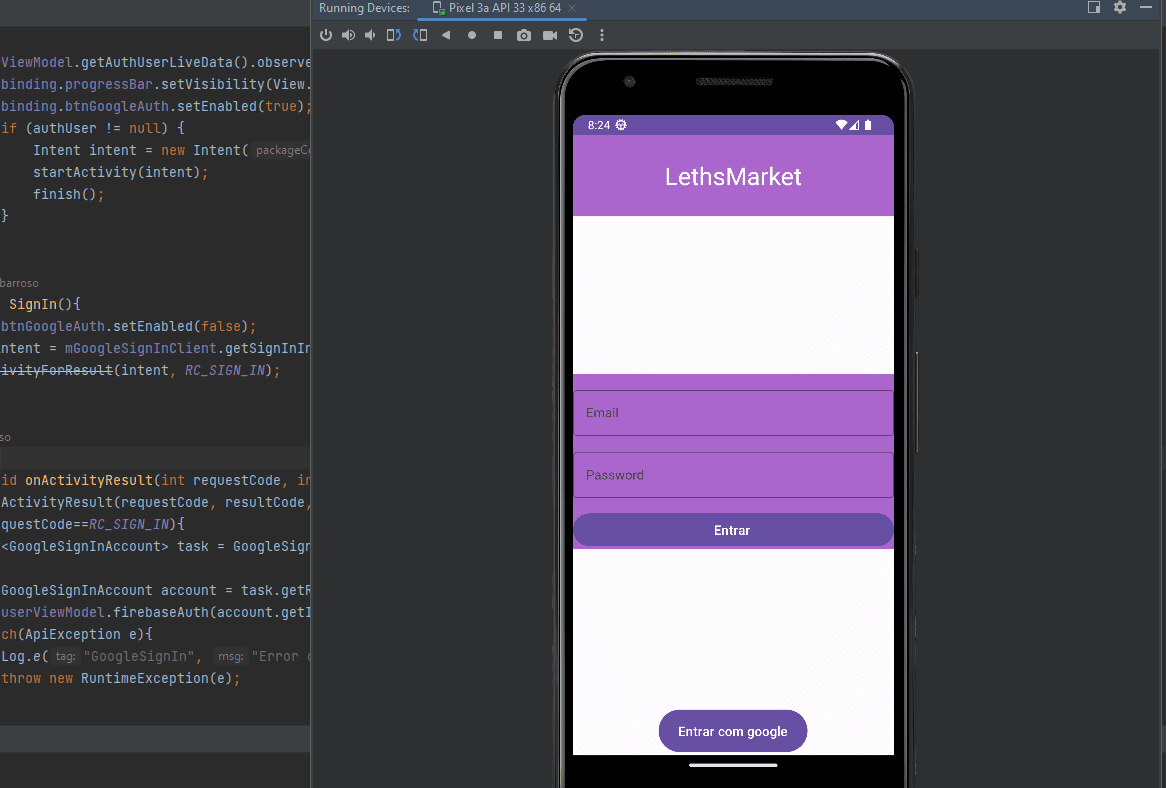 Running Devices: Pixel 3a API 33 x86 64
ViewModel.getAuthUserLiveData().observe
binding.progressBar.setVisibility(View.
binding.btnGoogleAuth.setEnabled(true);
if (authUser != null) {
Intent intent = new Intent( packageCo
startActivity(intent);
finish();
}
barroso
SignIn(){
btnGoogleAuth.setEnabled(false);
ntent = mGoogleSignInClient.getSignInIn
ivityForResult(intent, RC_SIGN_IN);
so
id onActivityResult(int requestCode, in
ActivityResult(requestCode, resultCode,
questCode==RC_SIGN_IN){
<GoogleSignInAccount> task = GoogleSign
GoogleSignInAccount account = task.getR
userViewModel.firebaseAuth(account.getI
ch(ApiException e){
Log.e( tag: "GoogleSignIn", msg: "Error
throw new RuntimeException(e);
8:24
LethsMarket
Email
Password
Entrar
Entrar com google